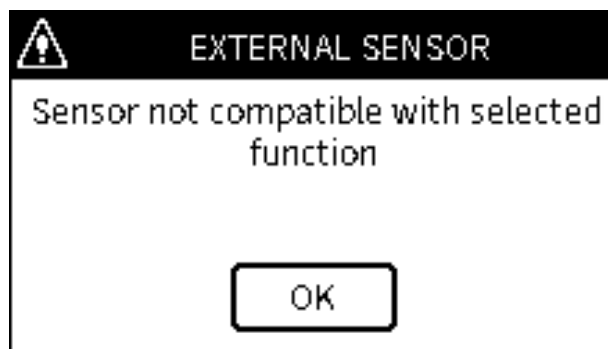 EXTERNAL SENSOR
Sensor not compatible with selected
function
OK